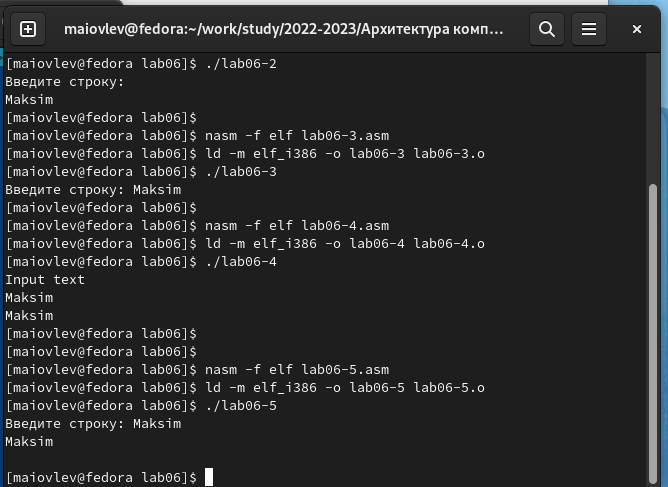 maiovlev@fedora:~/work/study/2022-2023/Архитектура комп...
[maiovlev@fedora lab06]$ ./lab06-2
Введите строку:
Maksim
[maiovlev@fedora lab06]$
[maiovlev@fedora lab06]$ nasm -f elf lab06-3.asm
[maiovlev@fedora lab06]$ ld -m elf_i386 -o lab06-3 lab06-3.o
[maiovlev@fedora lab06]$ ./lab06-3
Введите строку: Maksim
[maiovlev@fedora lab06]$
[maiovlev@fedora lab06]$ nasm -f elf lab06-4.asm
[maiovlev@fedora lab06]$ ld -m elf_i386 -o lab06-4 lab06-4.o
[maiovlev@fedora lab06]$ ./lab06-4
Input text
Maksim
Maksim
[maiovlev@fedora lab06]$
[maiovlev@fedora lab06]$
[maiovlev@fedora lab06]$ nasm -f elf lab06-5.asm
[maiovlev@fedora lab06]$ ld -m elf_i386 -o lab06-5 lab06-5.o
[maiovlev@fedora lab06]$ ./lab06-5
Введите строку: Maksim
Maksim
[maiovlev@fedora lab06]$